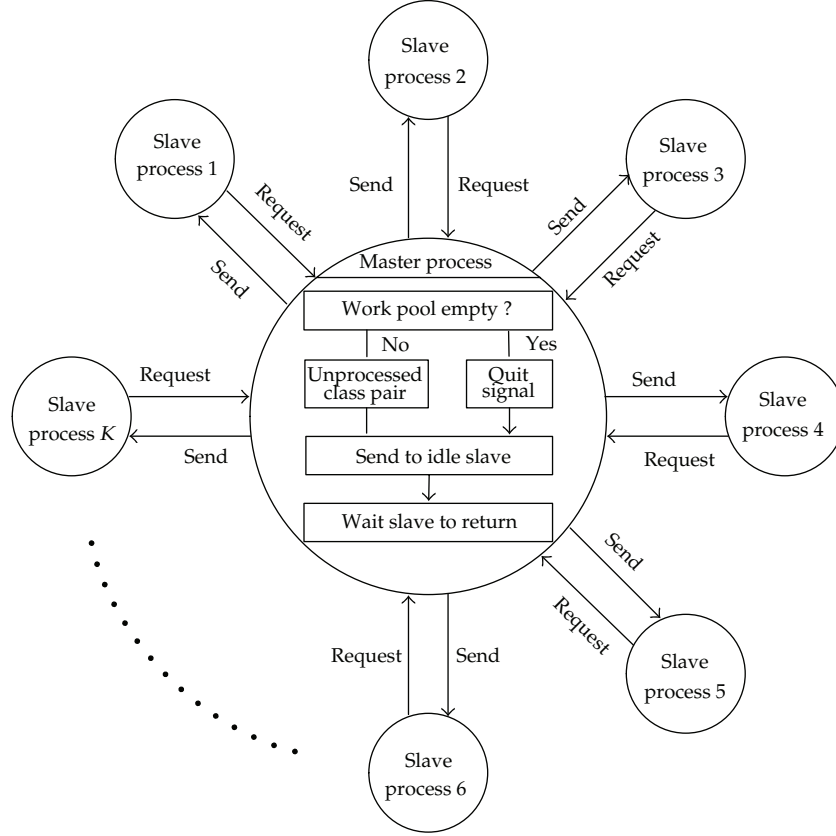 Slave
process 2
Slave
process 1
Slave
process 3
Send
Request
Request
Send
Send
Request
Master process
Work pool empty ?
No
Yes
Unprocessed
class pair
Quit
signal
Send to idle slave
Wait slave to return
Request
Send
Slave
process K
Send
Request
Slave
process 4
Send
Request
Slave
process 5
Request
Send
Slave
process 6